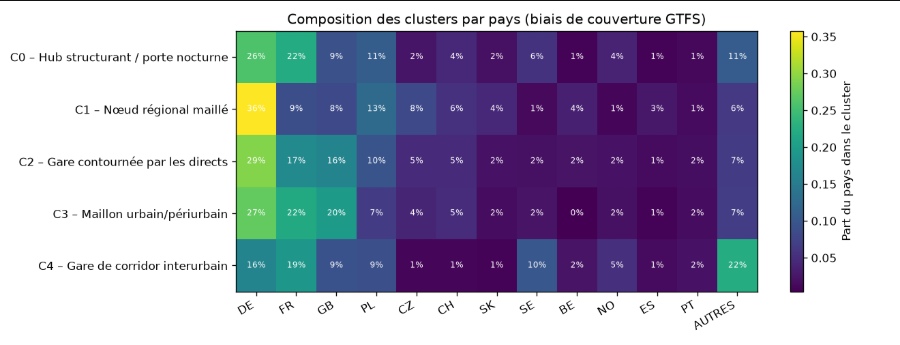 Composition des clusters par pays (biais de couverture GTFS)
C0 – Hub structurant / porte nocturne 26% 22% 9% 11% 2% 4% 2% 6% 1% 4% 1% 1% 11%
C1 – Nœud régional maillé 36% 9% 8% 13% 8% 6% 4% 1% 4% 1% 3% 1% 6%
C2 – Gare contournée par les directs 29% 17% 16% 10% 5% 5% 2% 2% 2% 2% 1% 2% 7%
C3 – Maillon urbain/périurbain 27% 22% 20% 7% 4% 5% 2% 2% 0% 2% 1% 2% 7%
C4 – Gare de corridor interurbain 16% 19% 9% 9% 1% 1% 1% 10% 2% 5% 1% 2% 22%
DE FR GB PL CZ CH SK SE BE NO ES PT AUTRES
0.35
0.30
0.25
0.20
0.15
0.10
0.05
Part du pays dans le cluster